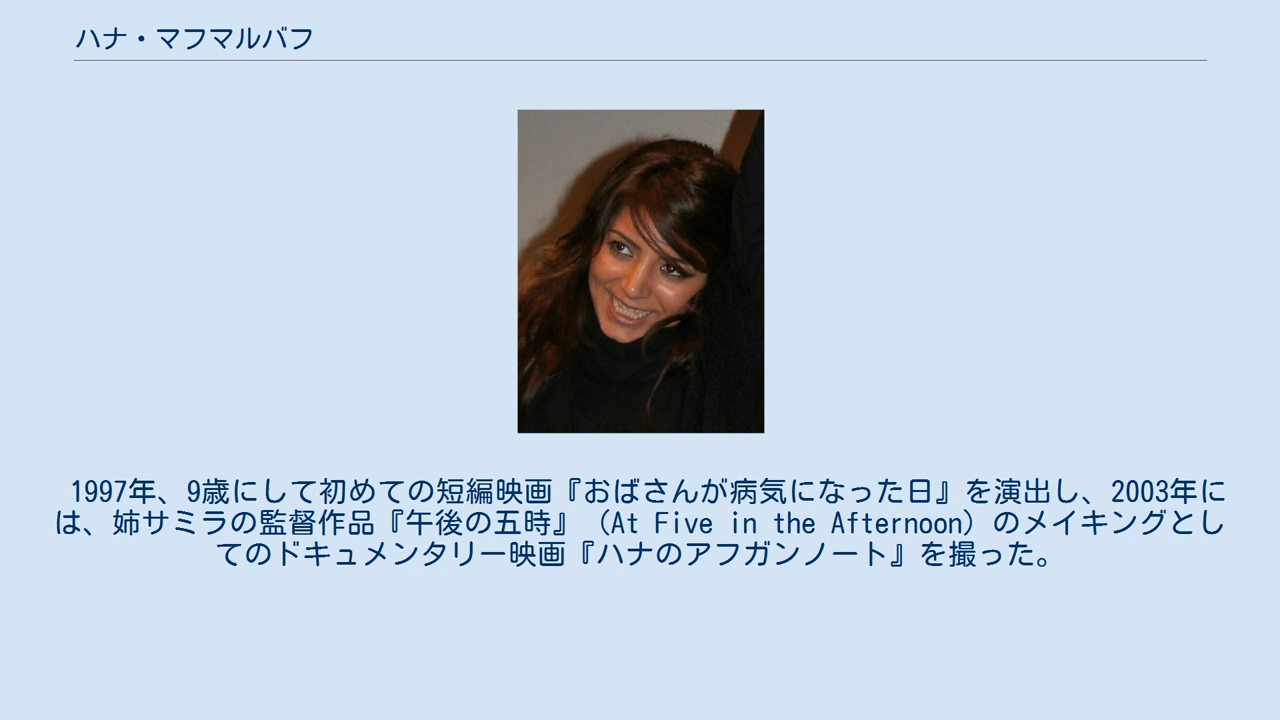 ハナ・マフマルバフ
1997年、9歳にして初めての短編映画『おばさんが病気になった日』を演出し、2003年に
は、姉サミラの監督作品『午後の五時』（At Five in the Afternoon）のメイキングとし
てのドキュメンタリー映画『ハナのアフガンノート』を撮った。